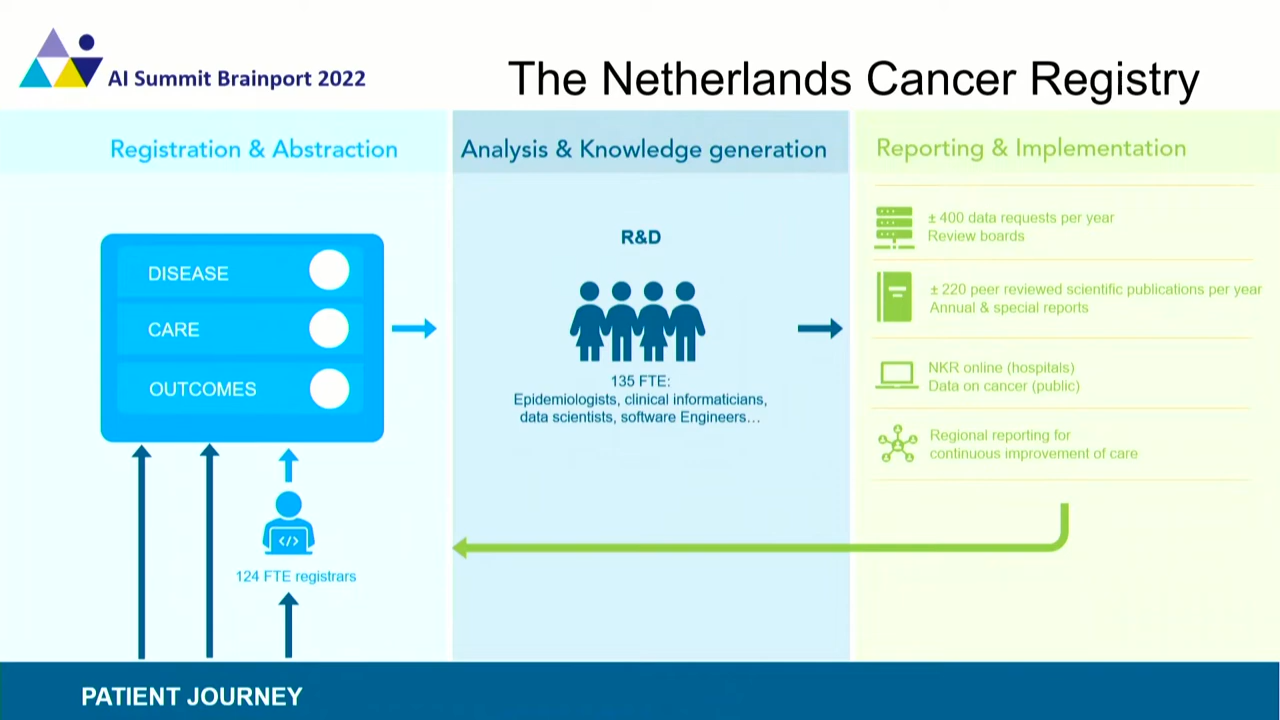 AI Summit Brainport 2022
The Netherlands Cancer Registry
Registration & Abstraction
DISEASE
CARE
OUTCOMES
</>
124 FTE registrars
Analysis & Knowledge generation
R&D
135 FTE:
Epidemiologists, clinical informaticians,
data scientists, software Engineers…
Reporting & Implementation
± 400 data requests per year
Review boards
± 220 peer reviewed scientific publications per year
Annual & special reports
NKR online (hospitals)
Data on cancer (public)
Regional reporting for
continuous improvement of care
PATIENT JOURNEY